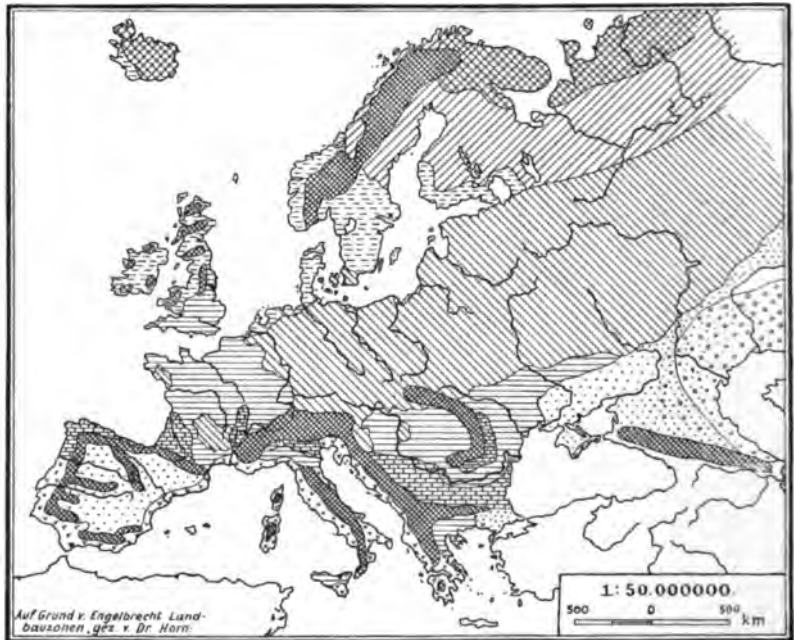 1:50.000000.
500 0 500 km
Auf Grund v. Engelbrecht Land-
bauzonen, gez. v. Dr. Horn.